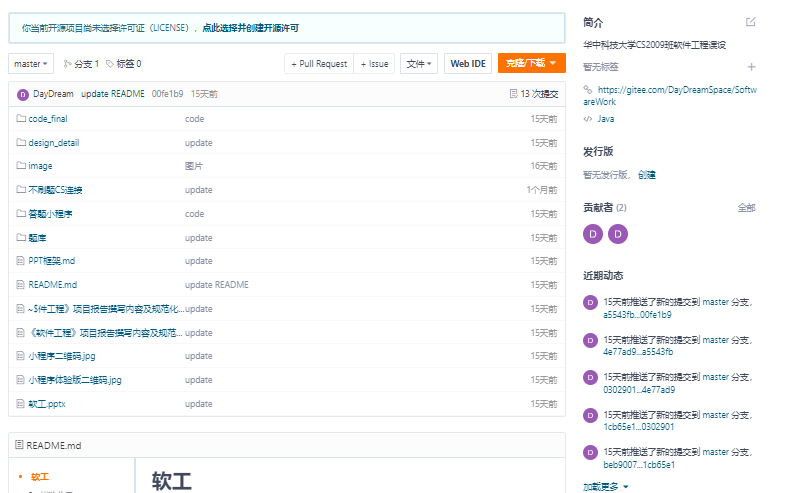 你当前开源项目尚未选择许可证（LICENSE），点此选择并创建开源许可
master 分支 1 标签 0 + Pull Request + Issue 文件 Web IDE 克隆/下载
D DayDream update README 00fe1b9 15天前 13 次提交
code_final code 15天前
design_detail update 15天前
image 图片 16天前
不刷题CS连接 update 1个月前
答题小程序 code 15天前
题库 update 15天前
PPT框架.md update 15天前
README.md update README 15天前
~$件工程》项目报告撰写内容及规范化... update 15天前
《软件工程》项目报告撰写内容及规范... update 15天前
小程序二维码.jpg update 15天前
小程序体验版二维码.jpg update 15天前
软工.pptx update 15天前
README.md
软工
软工
简介
华中科技大学CS2009班软件工程课设
暂无标签
https://gitee.com/DayDreamSpace/Softw
areWork
Java
发行版
暂无发行版，创建
贡献者 (2) 全部
D D
近期动态
D 15天前推送了新的提交到 master 分支，
a5543fb...00fe1b9
D 15天前推送了新的提交到 master 分支，
4e77ad9...a5543fb
D 15天前推送了新的提交到 master 分支，
0302901...4e77ad9
D 15天前推送了新的提交到 master 分支，
1cb65e1...0302901
D 15天前推送了新的提交到 master 分支，
beb9007...1cb65e1
加载更多